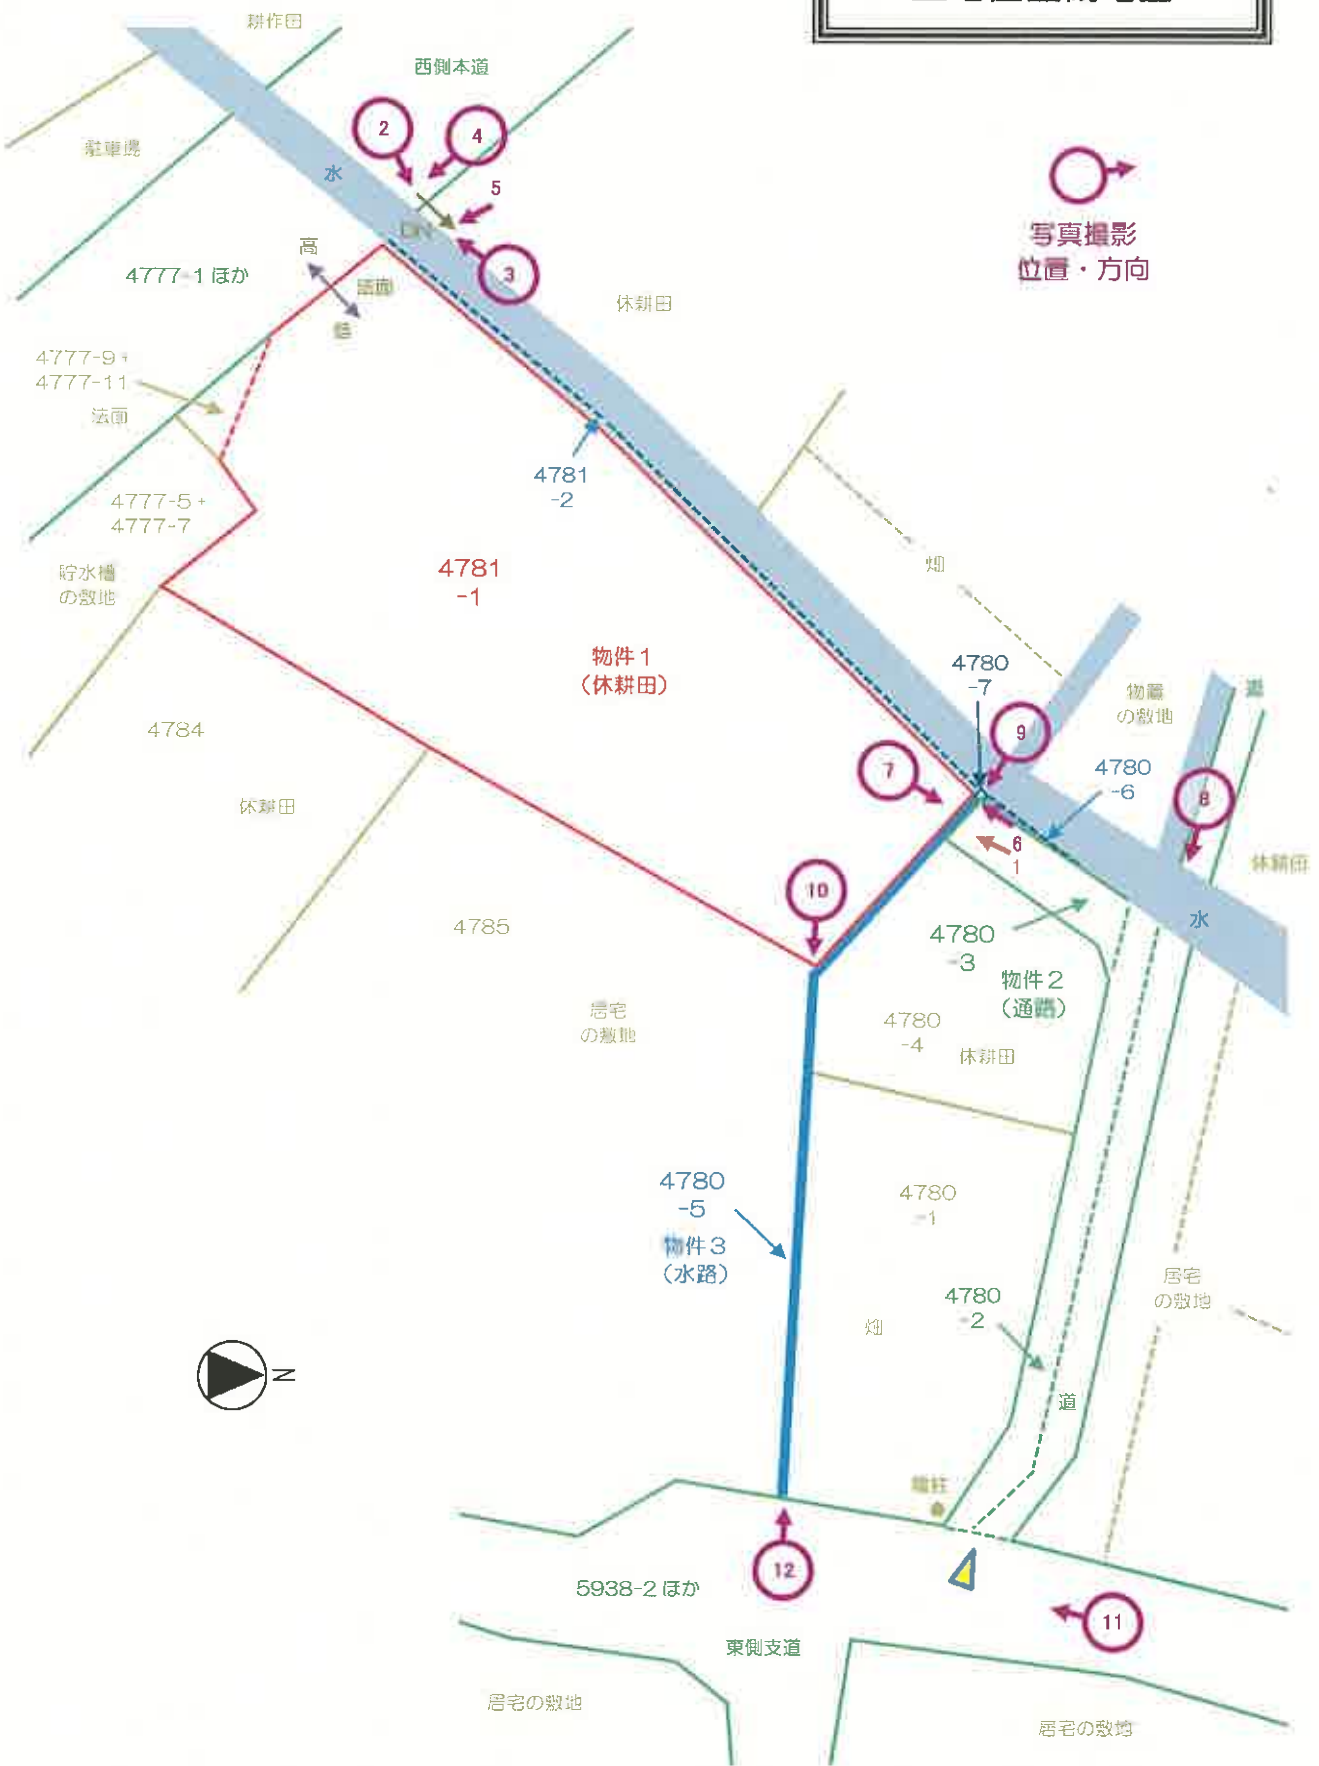 耕作田
西側本道
2
4
駐車場
水
5
写真撮影
位置・方向
高
3
4777-1 ほか
法面
低
休耕田
4777-9・
4777-11
法面
4781
-2
4777-5・
4777-7
貯水槽
の敷地
4781
-1
畑
物件1
(休耕田)
4780
-7
物置
の敷地
道
4784
9
7
4780
-6
8
休耕田
6
1
休耕田
10
水
4785
4780
-3
物件2
(通路)
居宅
の敷地
4780
-4
休耕田
4780
-5
4780
-1
物件3
(水路)
居宅
の敷地
4780
-2
畑
N
道
電柱
12
5938-2 ほか
11
東側支道
居宅の敷地
居宅の敷地